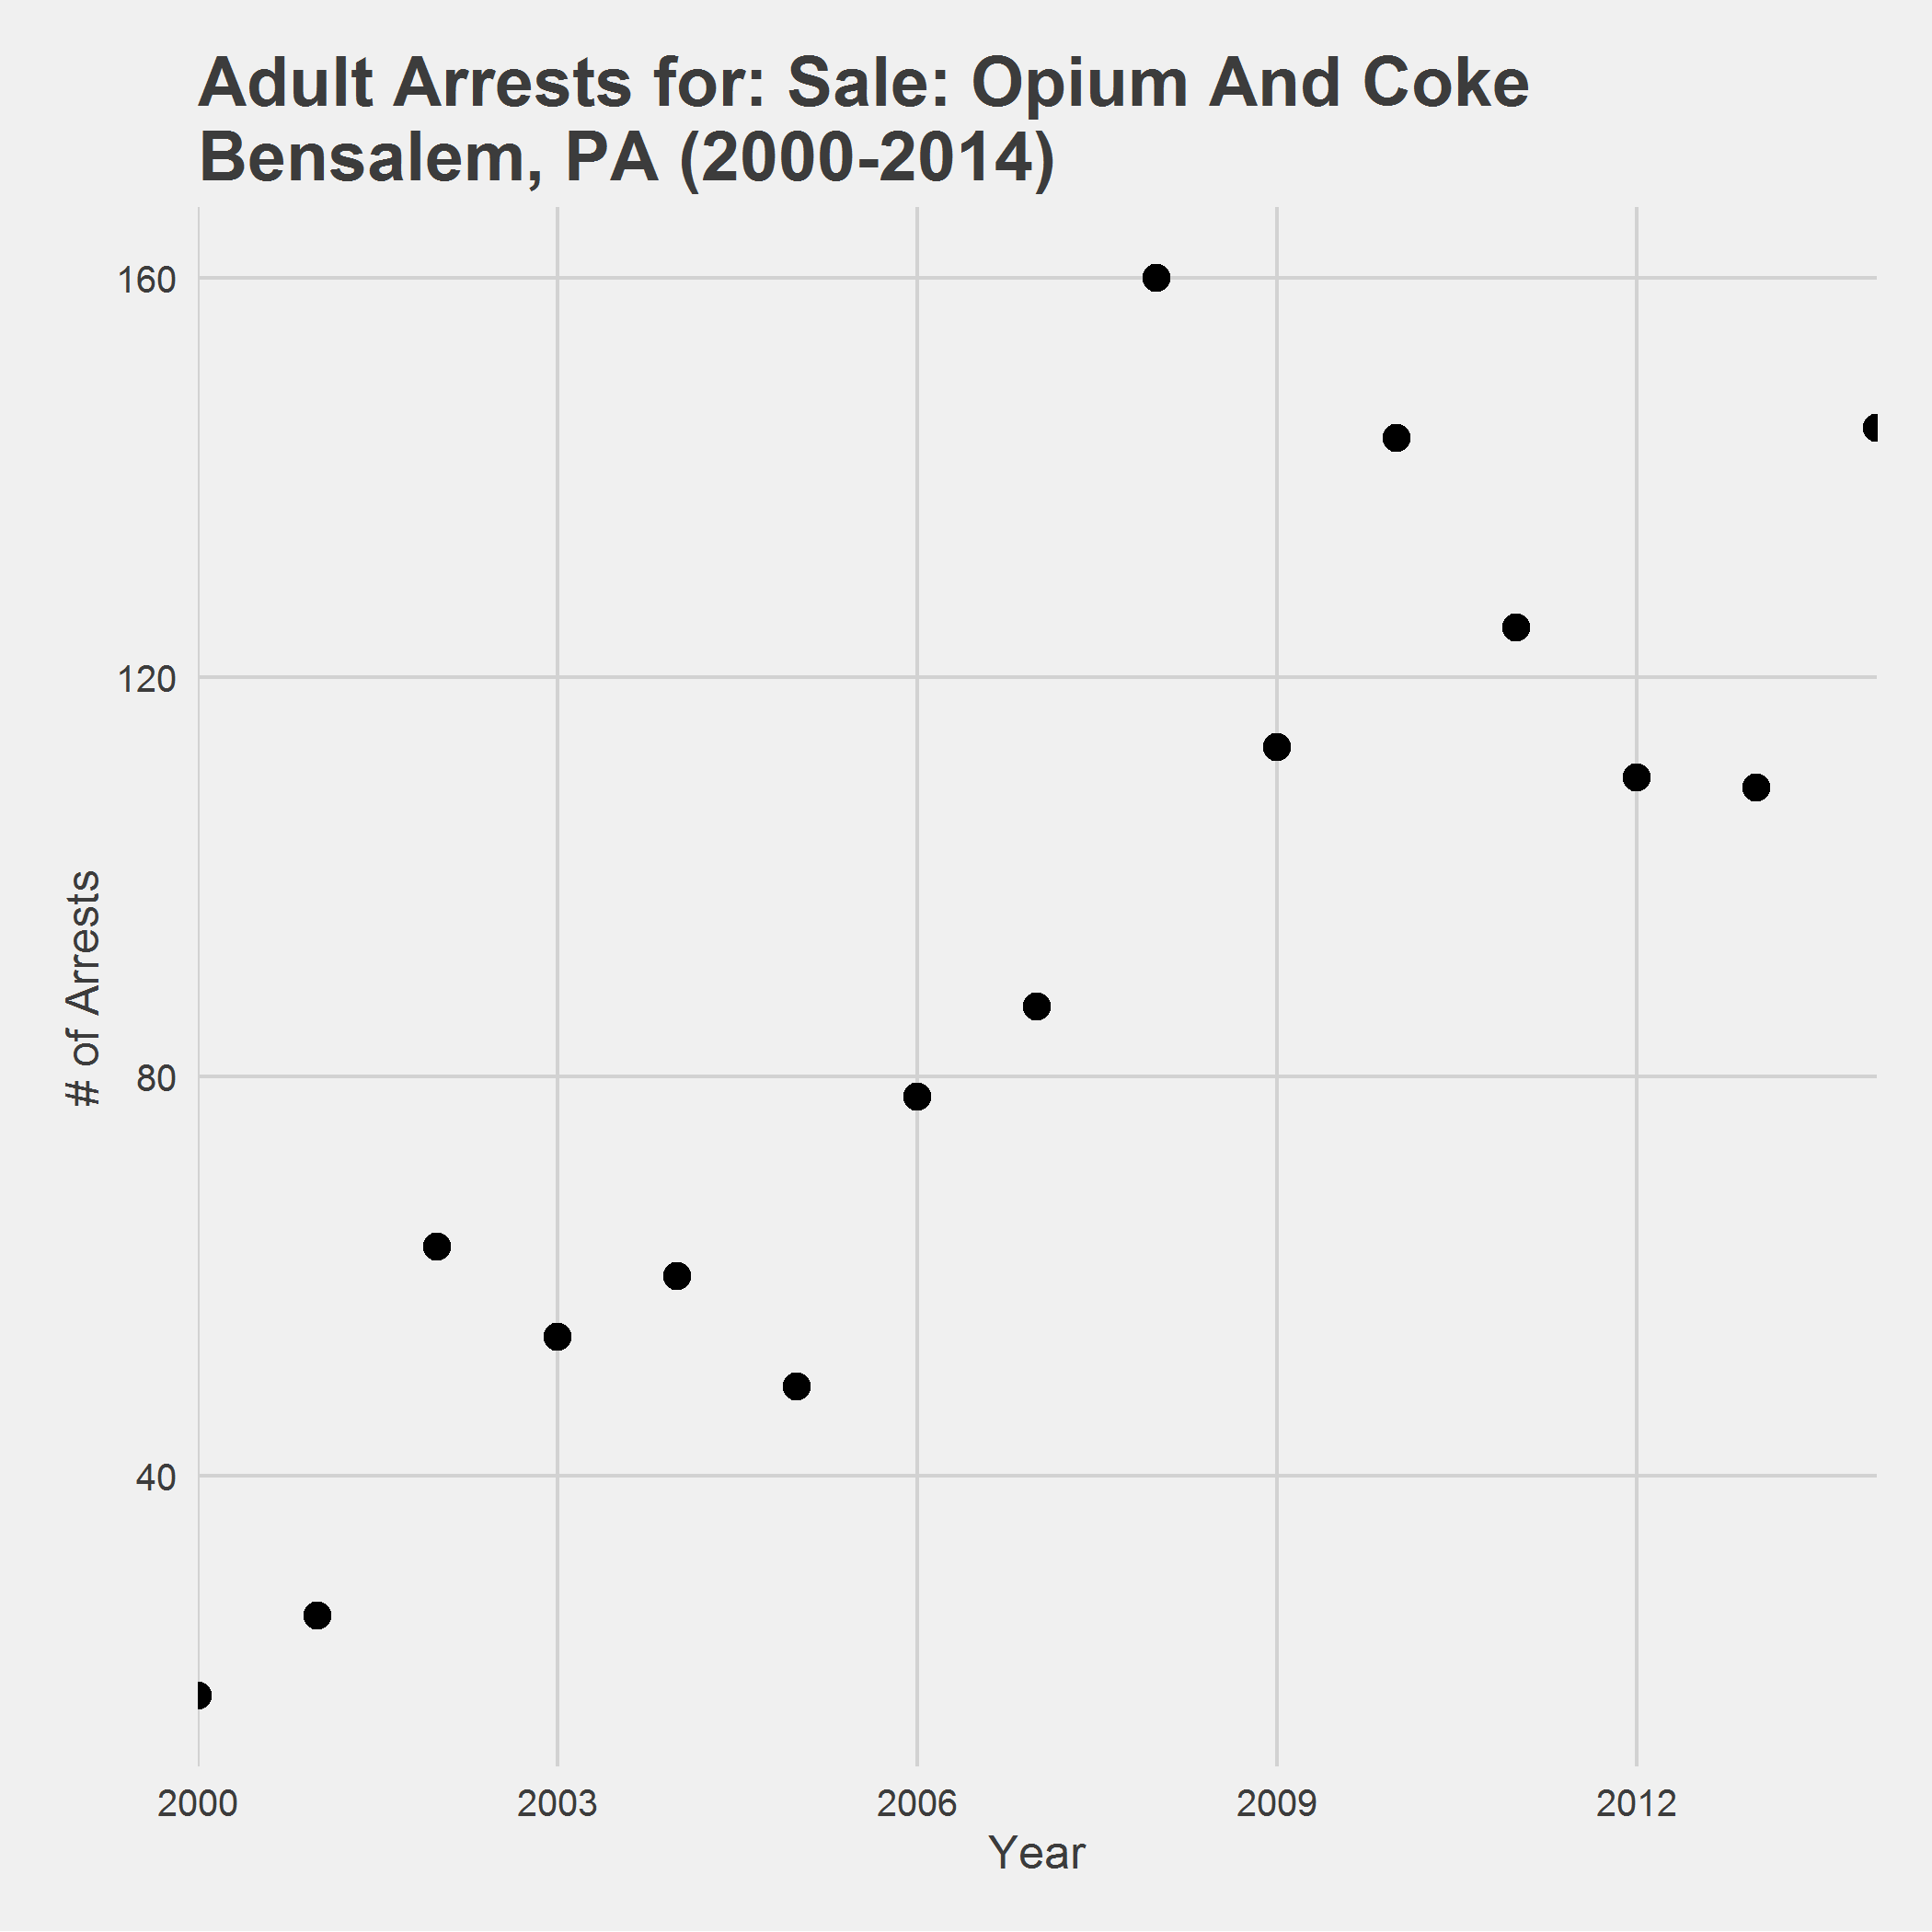 Adult Arrests for: Sale: Opium And Coke
Bensalem, PA (2000-2014)
160
120
80
40
# of Arrests
2000 2003 2006 2009 2012
Year